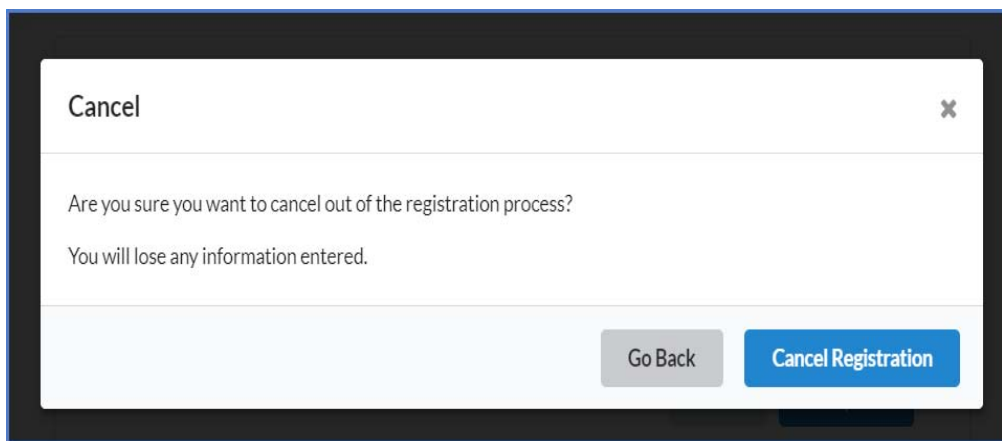 Cancel
Are you sure you want to cancel out of the registration process?
You will lose any information entered.
Go Back
Cancel Registration